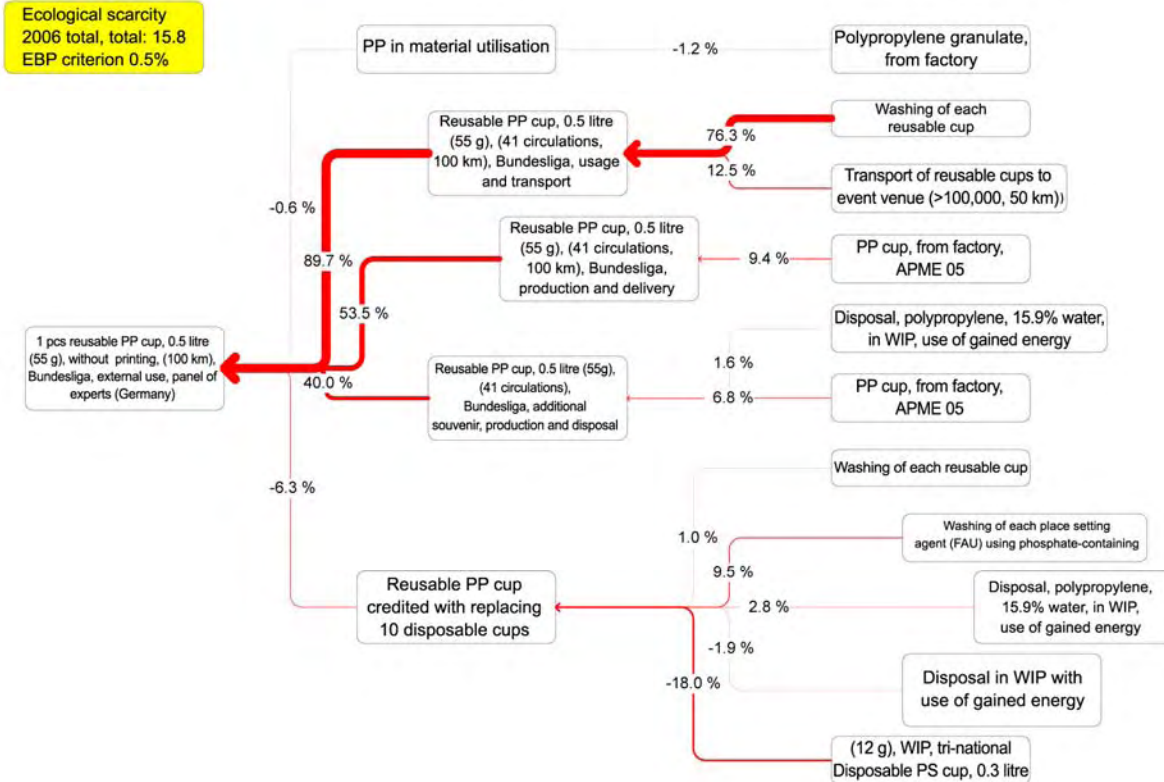 Ecological scarcity
2006 total, total: 15.8
EBP criterion 0.5%
PP in material utilisation
-1.2 %
Polypropylene granulate,
from factory
Reusable PP cup, 0.5 litre
(55 g), (41 circulations,
100 km), Bundesliga, usage
and transport
76.3 %
12.5 %
Washing of each
reusable cup
Transport of reusable cups to
event venue (>100,000, 50 km))
-0.6 %
89.7 %
Reusable PP cup, 0.5 litre
(55 g), (41 circulations,
100 km), Bundesliga,
production and delivery
9.4 %
PP cup, from factory,
APME 05
53.5 %
1 pcs reusable PP cup, 0.5 litre
(55 g), without printing, (100 km),
Bundesliga, external use, panel of
experts (Germany)
40.0 %
Reusable PP cup, 0.5 litre (55g),
(41 circulations),
Bundesliga, additional
souvenir, production and disposal
1.6 %
6.8 %
Disposal, polypropylene, 15.9% water,
in WIP, use of gained energy
PP cup, from factory,
APME 05
-6.3 %
Reusable PP cup
credited with replacing
10 disposable cups
1.0 %
9.5 %
2.8 %
-1.9 %
-18.0 %
Washing of each reusable cup
Washing of each place setting
agent (FAU) using phosphate-containing
Disposal, polypropylene,
15.9% water, in WIP,
use of gained energy
Disposal in WIP with
use of gained energy
(12 g), WIP, tri-national
Disposable PS cup, 0.3 litre